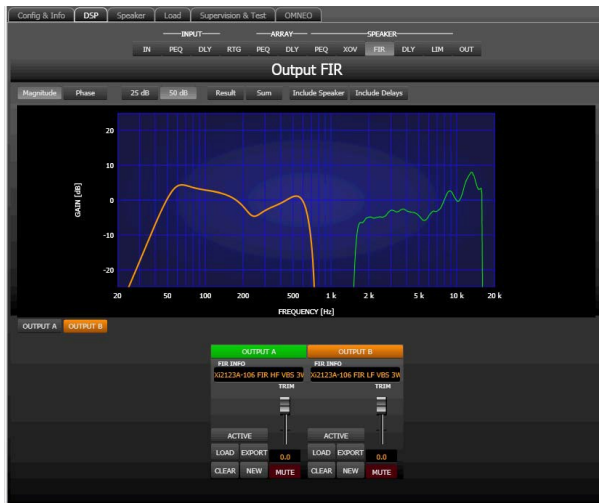 Config & Info DSP Speaker Load Supervision & Test OMNEO
INPUT ARRAY SPEAKER
IN PEQ DLY RTG PEQ DLY PEQ XOV FIR DLY LIM OUT
Output FIR
Magnitude Phase 25 dB 50 dB Result Sum Include Speaker Include Delays
20
10
0
-10
-20
GAIN [dB]
20 50 100 200 500 1 k 2 k 5 k 10 k 20 k
FREQUENCY [Hz]
OUTPUT A OUTPUT B
OUTPUT A OUTPUT B
FIR INFO FIR INFO
Xi2123A-106 FIR HF VBS 3W Xi2123A-106 FIR LF VBS 3W
TRIM TRIM
ACTIVE ACTIVE
LOAD EXPORT 0.0 LOAD EXPORT 0.0
CLEAR NEW MUTE CLEAR NEW MUTE